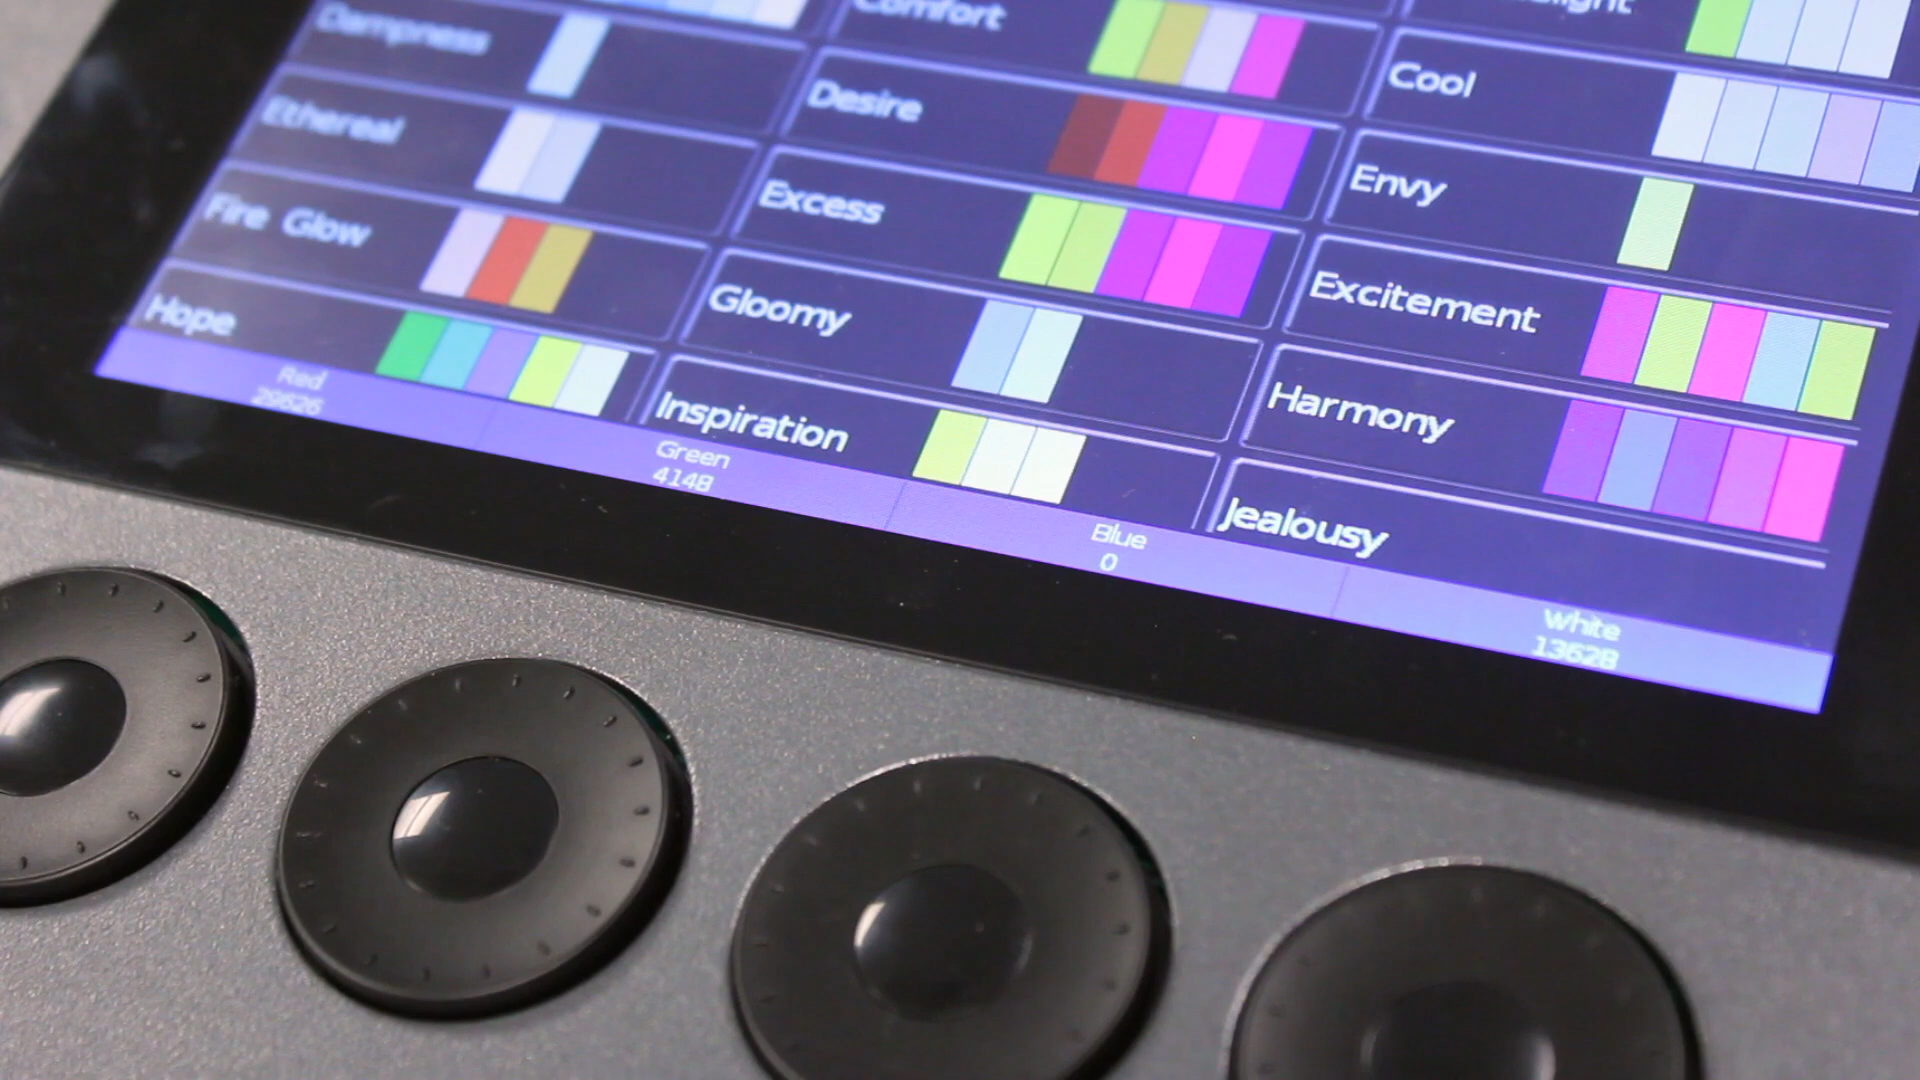 Dampness
Comfort
Cool
Ethereal
Desire
Envy
Fire Glow
Excess
Excitement
Hope
Gloomy
Harmony
Inspiration
Jealousy
Red
29626
Green
4148
Blue
0
White
13628